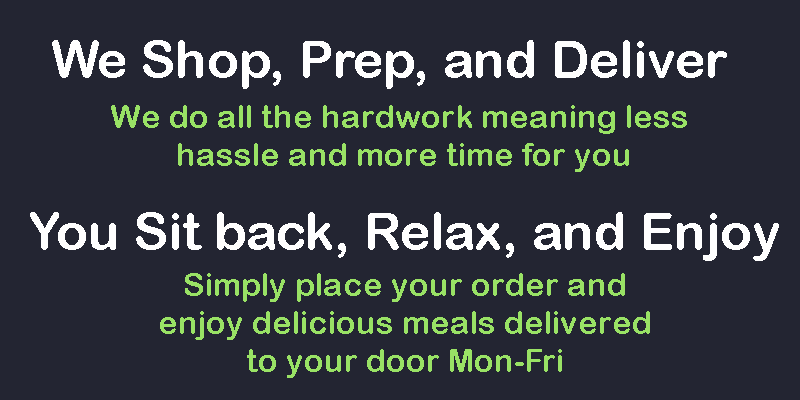 We Shop, Prep, and Deliver
We do all the hardwork meaning less
hassle and more time for you
You Sit back, Relax, and Enjoy
Simply place your order and
enjoy delicious meals delivered
to your door Mon-Fri